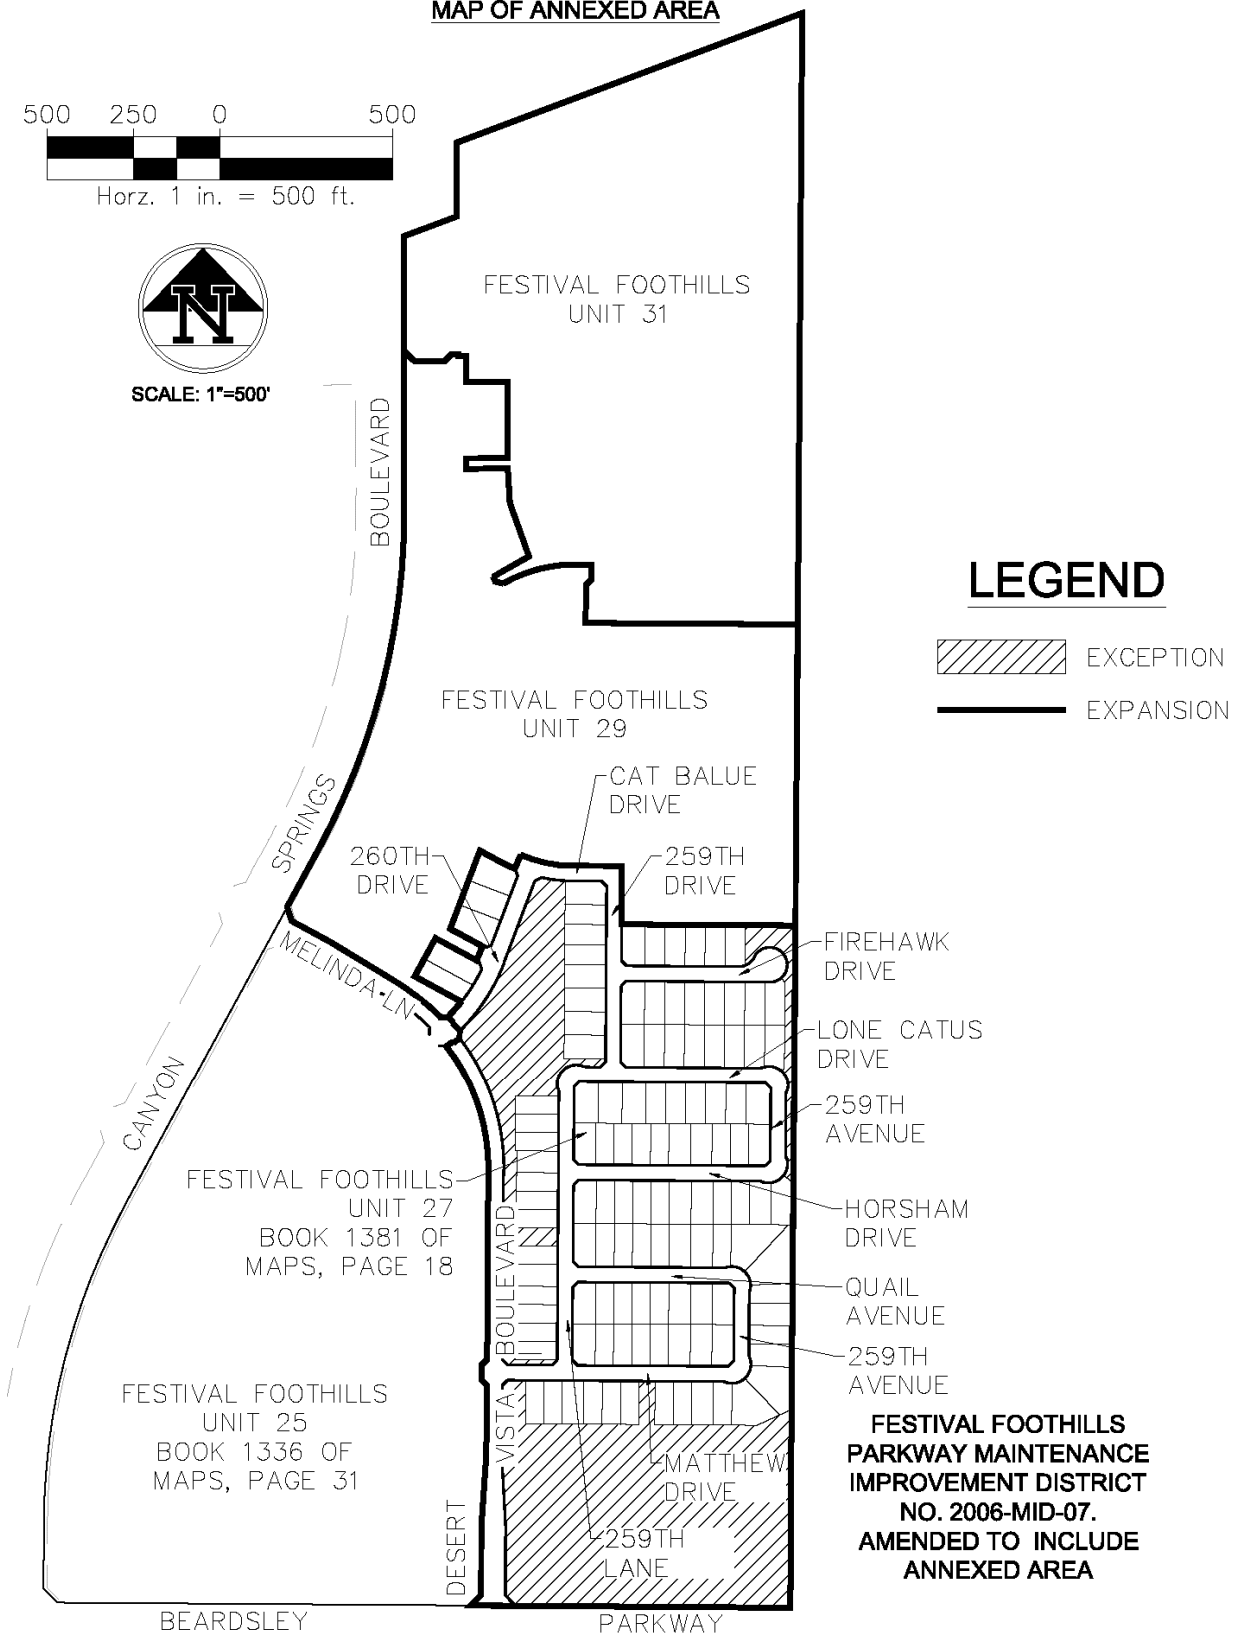 MAP OF ANNEXED AREA
500 250 0 500
Horz. 1 in. = 500 ft.
N
SCALE: 1"=500'
FESTIVAL FOOTHILLS
UNIT 31
BOULEVARD
LEGEND
EXCEPTION
EXPANSION
FESTIVAL FOOTHILLS
UNIT 29
CAT BALUE
DRIVE
SPRINGS
260TH
DRIVE
259TH
DRIVE
FIREHAWK
DRIVE
MELINDA LN
LONE CATUS
DRIVE
CANYON
259TH
AVENUE
FESTIVAL FOOTHILLS
UNIT 27
BOOK 1381 OF
MAPS, PAGE 18
HORSHAM
DRIVE
BOULEVARD
QUAIL
AVENUE
259TH
AVENUE
FESTIVAL FOOTHILLS
UNIT 25
BOOK 1336 OF
MAPS, PAGE 31
VISTA
MATTHEW
DRIVE
FESTIVAL FOOTHILLS
PARKWAY MAINTENANCE
IMPROVEMENT DISTRICT
NO. 2006-MID-07.
AMENDED TO INCLUDE
ANNEXED AREA
DESERT
259TH
LANE
BEARDSLEY
PARKWAY